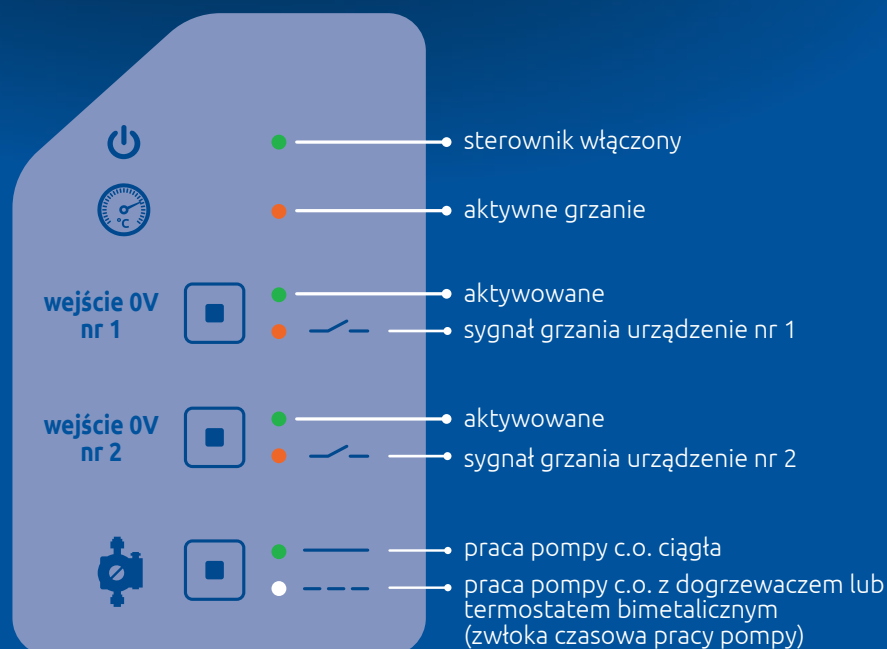 sterownik włączony
°C
aktywne grzanie
wejście 0V
nr 1
aktywowane
sygnał grzania urządzenie nr 1
wejście 0V
nr 2
aktywowane
sygnał grzania urządzenie nr 2
praca pompy c.o. ciągła
praca pompy c.o. z dogrzewaczem lub
termostatem bimetalicznym
(zwłoka czasowa pracy pompy)